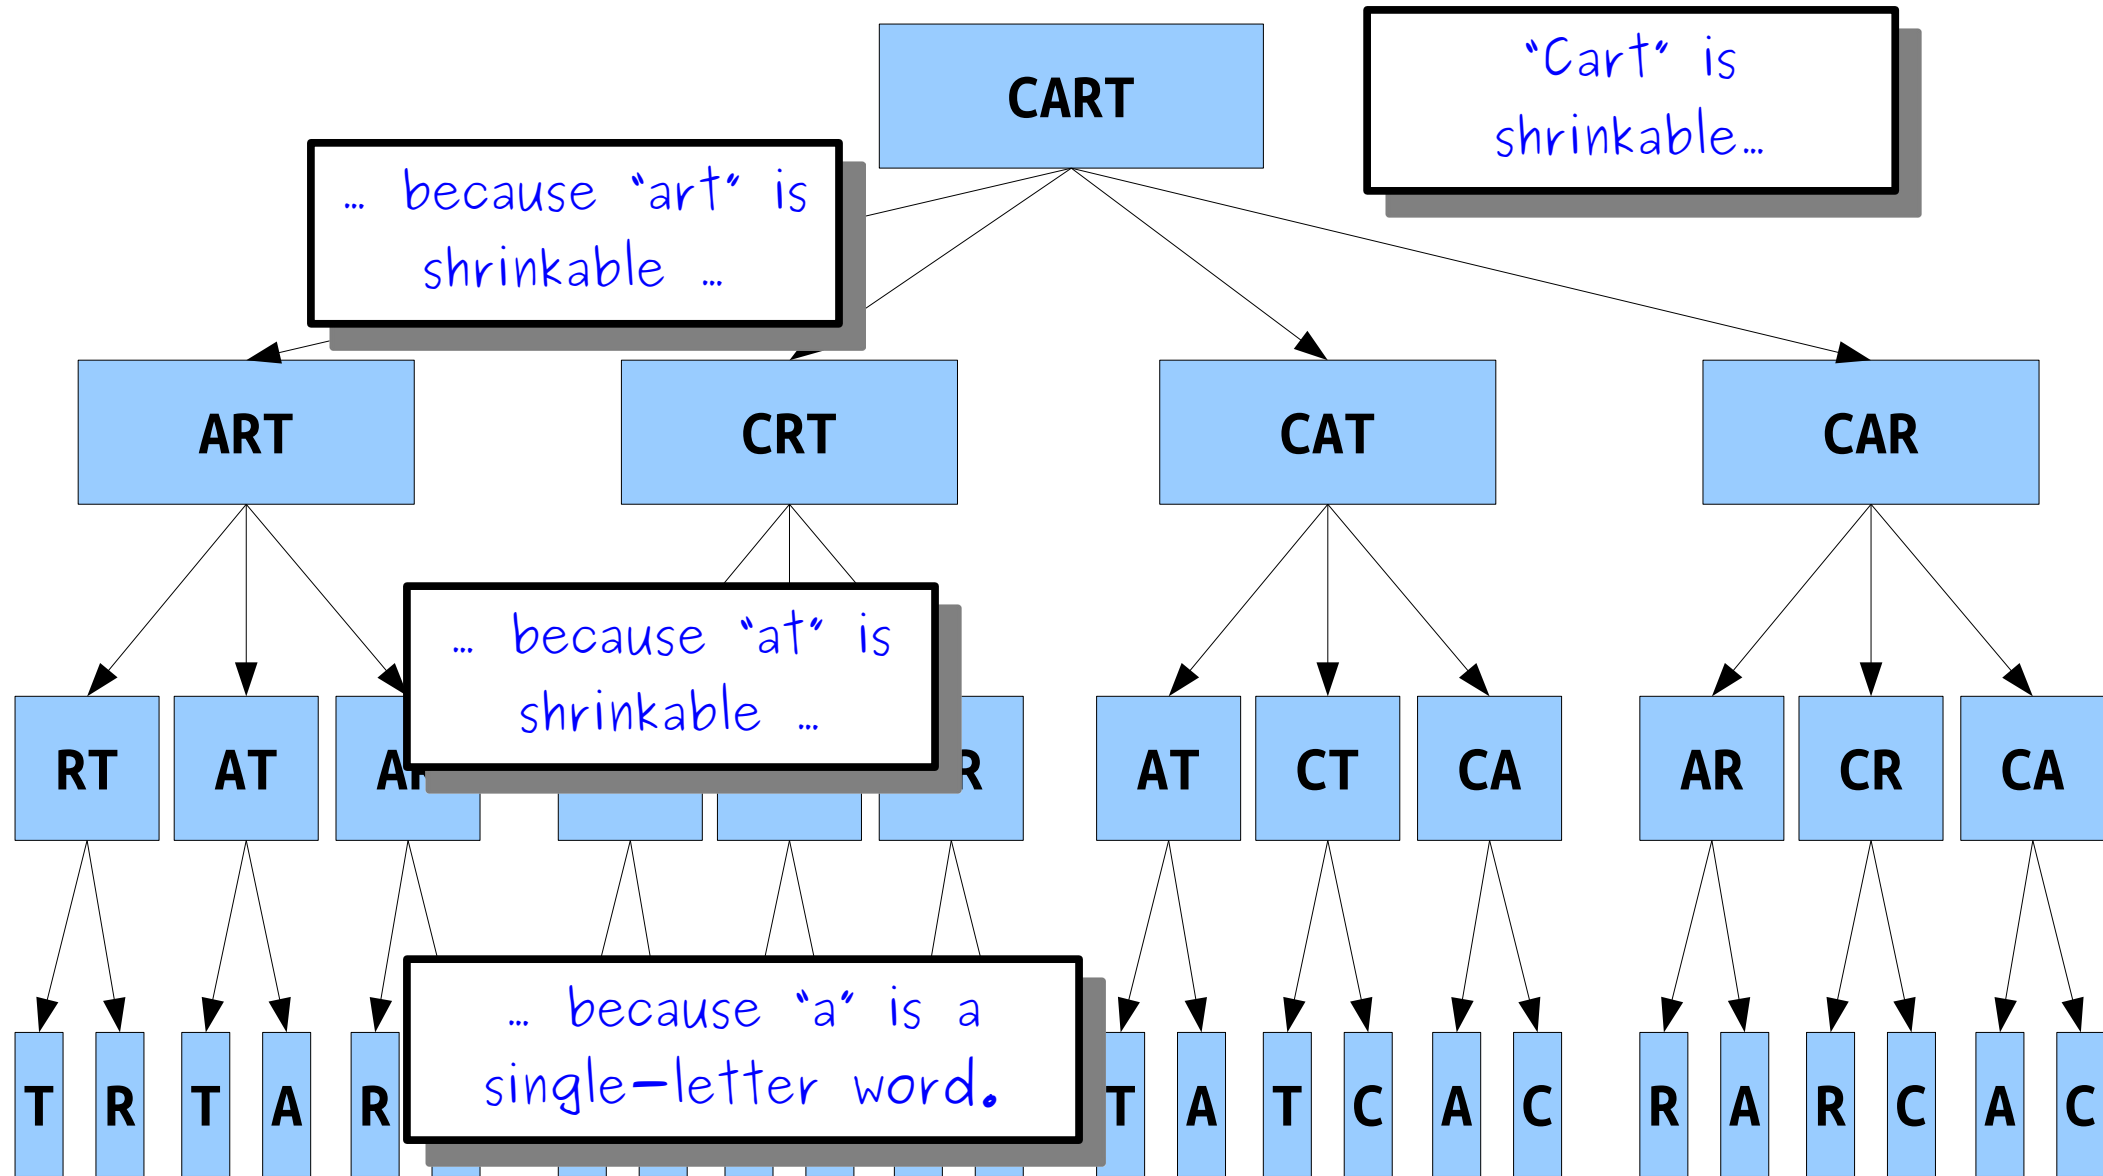 CART
“Cart” is
shrinkable…
… because “art” is
shrinkable …
ART CRT CAT CAR
… because “at” is
shrinkable …
RT AT AR R AT CT CA AR CR CA
… because “a” is a
single-letter word.
T R T A R T A T C A C R A R C A C